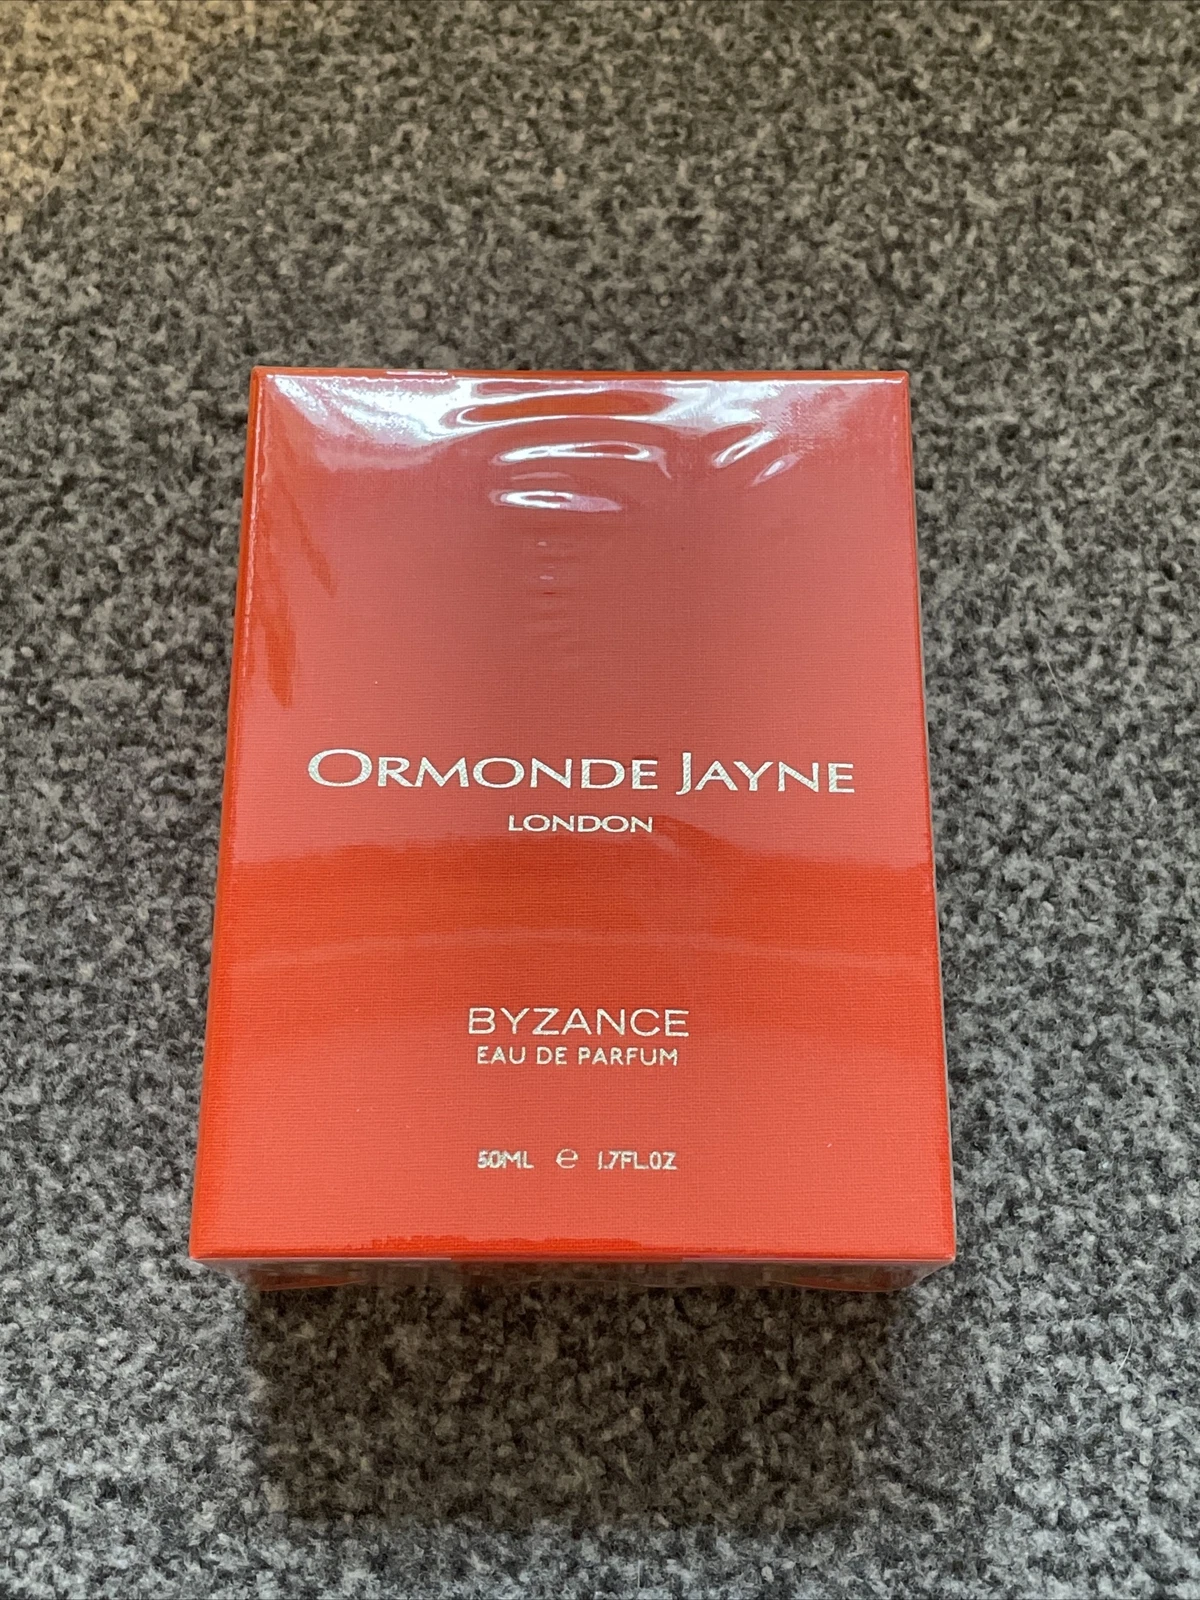 ORMONDE JAYNE
LONDON
BYZANCE
EAU DE PARFUM
50ML ℮ 1.7FL.OZ